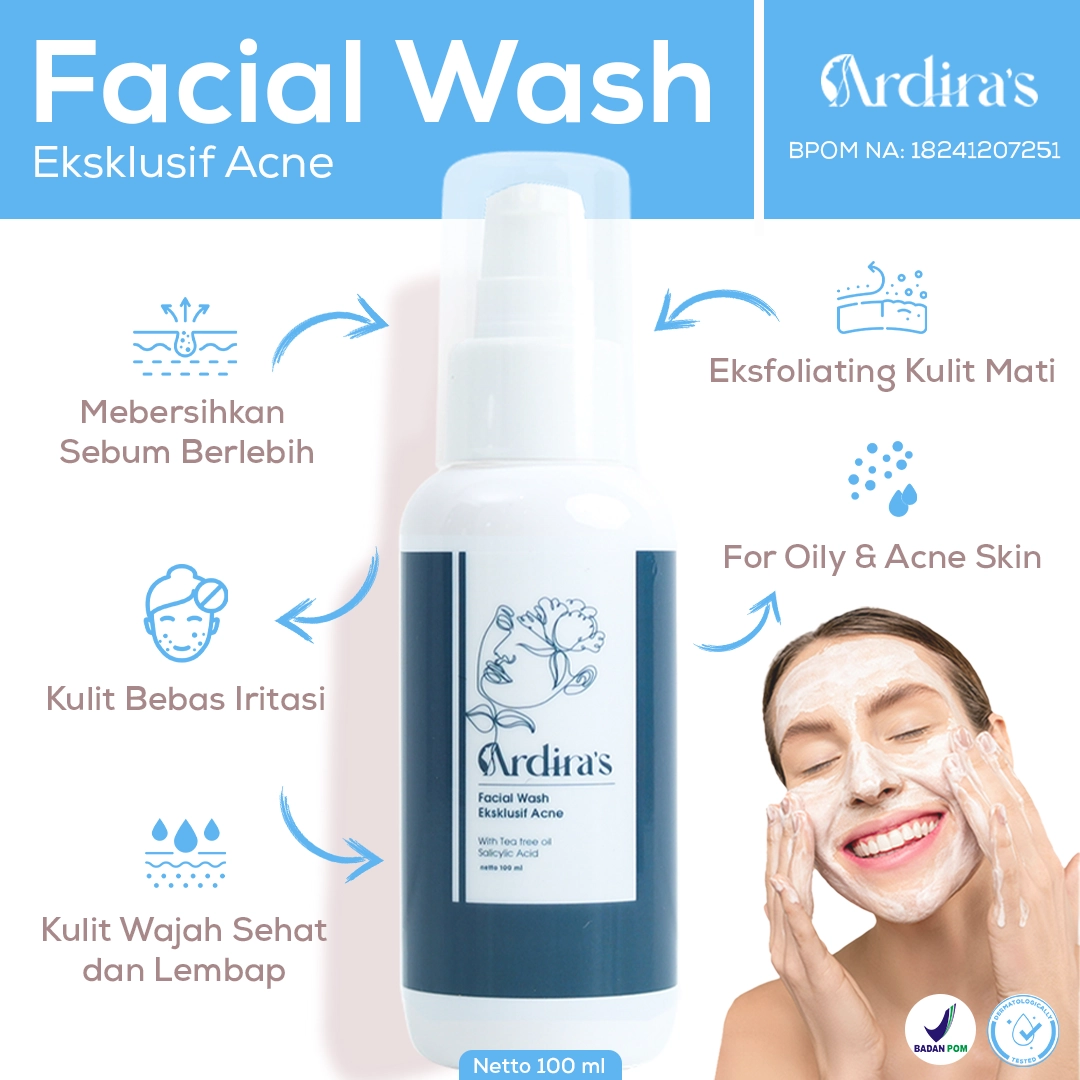 Facial Wash
Eksklusif Acne
Ardira's
BPOM NA: 18241207251
Mebersihkan
Sebum Berlebih
Eksfoliating Kulit Mati
For Oily & Acne Skin
Kulit Bebas Iritasi
Kulit Wajah Sehat
dan Lembap
Ardira's
Facial Wash
Eksklusif Acne
With Tea tree oil
Salicylic Acid
netto 100 ml
Netto 100 ml
BADAN POM
DERMATOLOGICALLY
TESTED